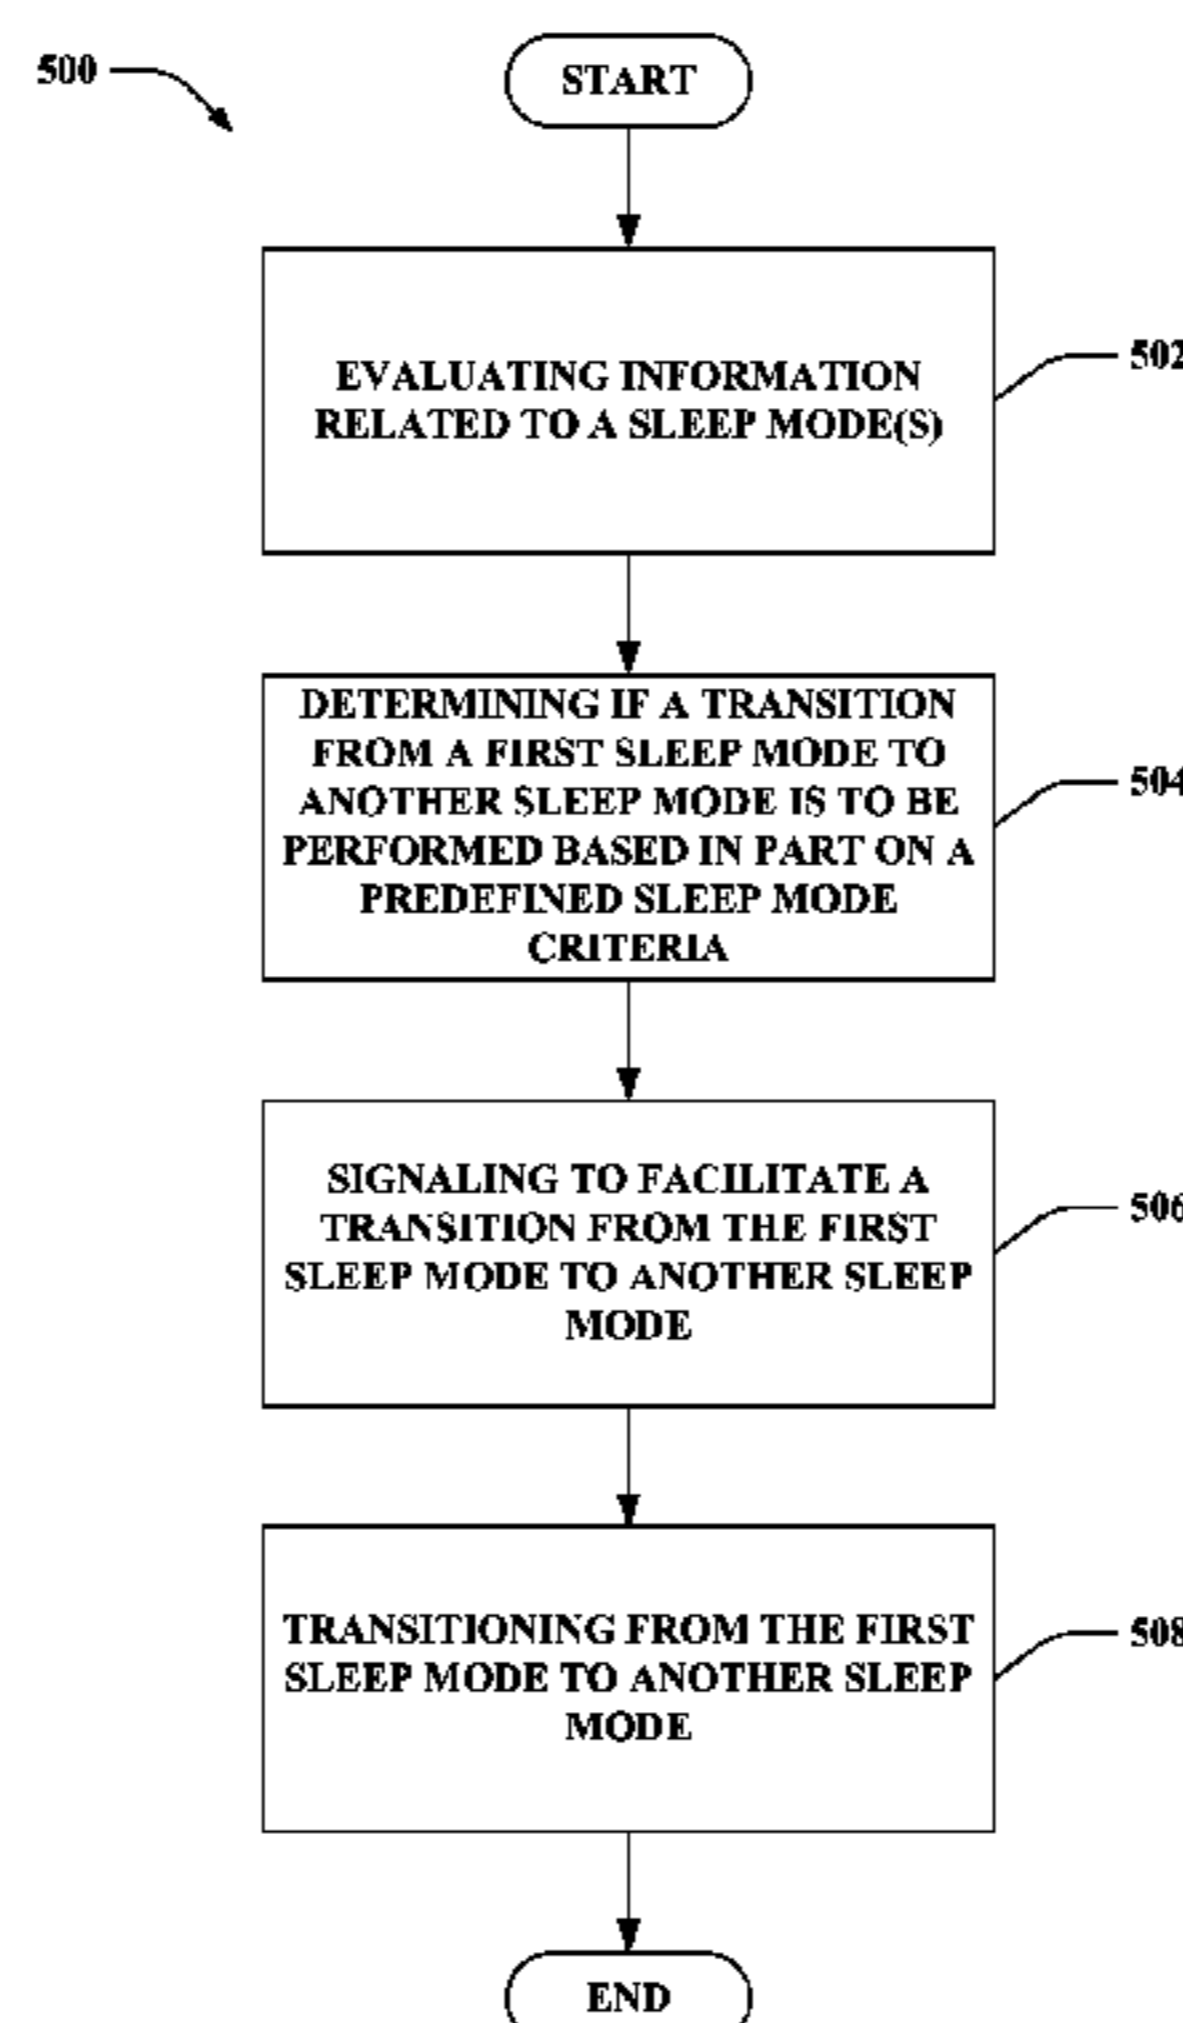 500
START
EVALUATING INFORMATION
RELATED TO A SLEEP MODE(S)
502
DETERMINING IF A TRANSITION
FROM A FIRST SLEEP MODE TO
ANOTHER SLEEP MODE IS TO BE
PERFORMED BASED IN PART ON A
PREDEFINED SLEEP MODE
CRITERIA
504
SIGNALING TO FACILITATE A
TRANSITION FROM THE FIRST
SLEEP MODE TO ANOTHER SLEEP
MODE
506
TRANSITIONING FROM THE FIRST
SLEEP MODE TO ANOTHER SLEEP
MODE
508
END